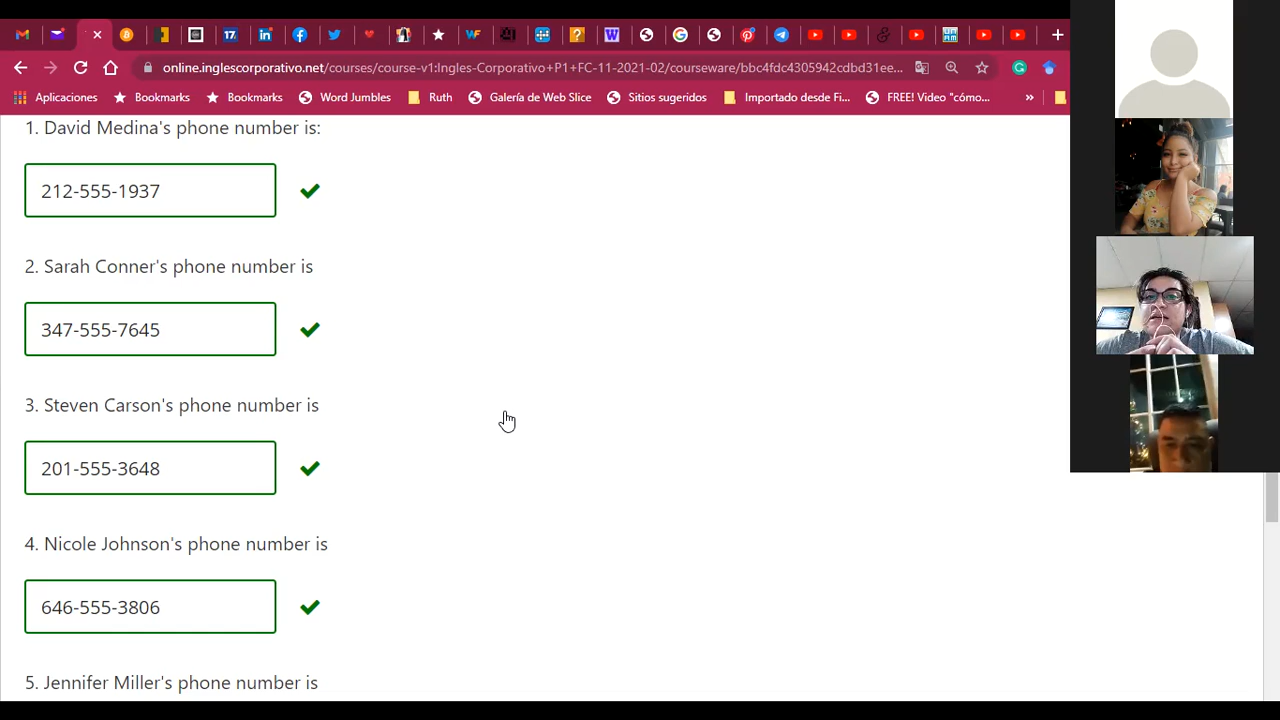 online.inglescorporativo.net/courses/course-v1:Ingles-Corporativo+P1+FC-11-2021-02/courseware/bbc4fdc4305942cdbd31ee...
Aplicaciones Bookmarks Bookmarks Word Jumbles Ruth Galería de Web Slice Sitios sugeridos Importado desde Fi... FREE! Video "cómo... »
1. David Medina's phone number is:
212-555-1937
2. Sarah Conner's phone number is
347-555-7645
3. Steven Carson's phone number is
201-555-3648
4. Nicole Johnson's phone number is
646-555-3806
5. Jennifer Miller's phone number is